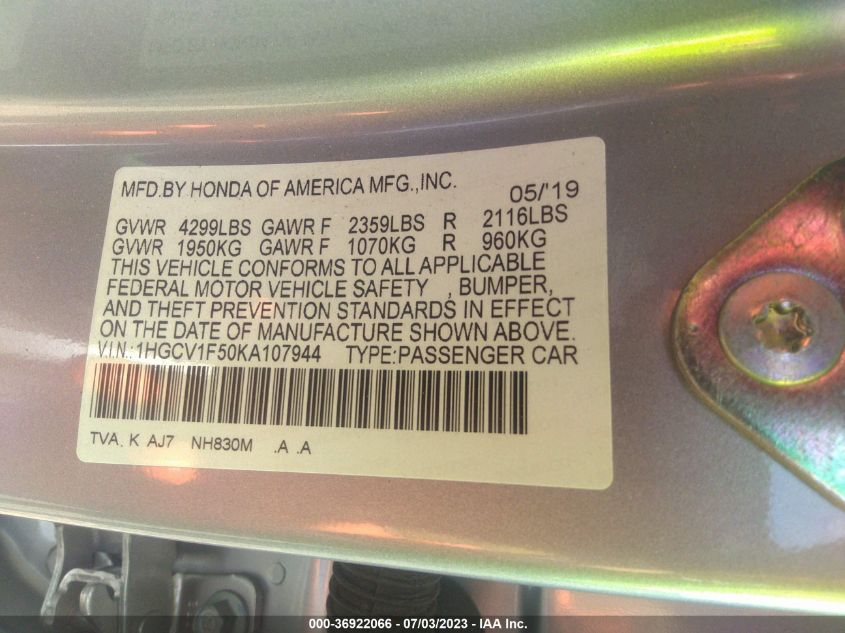 MFD.BY HONDA OF AMERICA MFG.,INC. 05/'19
GVWR 4299LBS GAWR F 2359LBS R 2116LBS
GVWR 1950KG GAWR F 1070KG R 960KG
THIS VEHICLE CONFORMS TO ALL APPLICABLE
FEDERAL MOTOR VEHICLE SAFETY , BUMPER,
AND THEFT PREVENTION STANDARDS IN EFFECT
ON THE DATE OF MANUFACTURE SHOWN ABOVE.
V.I.N.:1HGCV1F50KA107944 TYPE:PASSENGER CAR
TVA. K AJ7 NH830M .A .A
000-36922066 - 07/03/2023 - IAAI.com